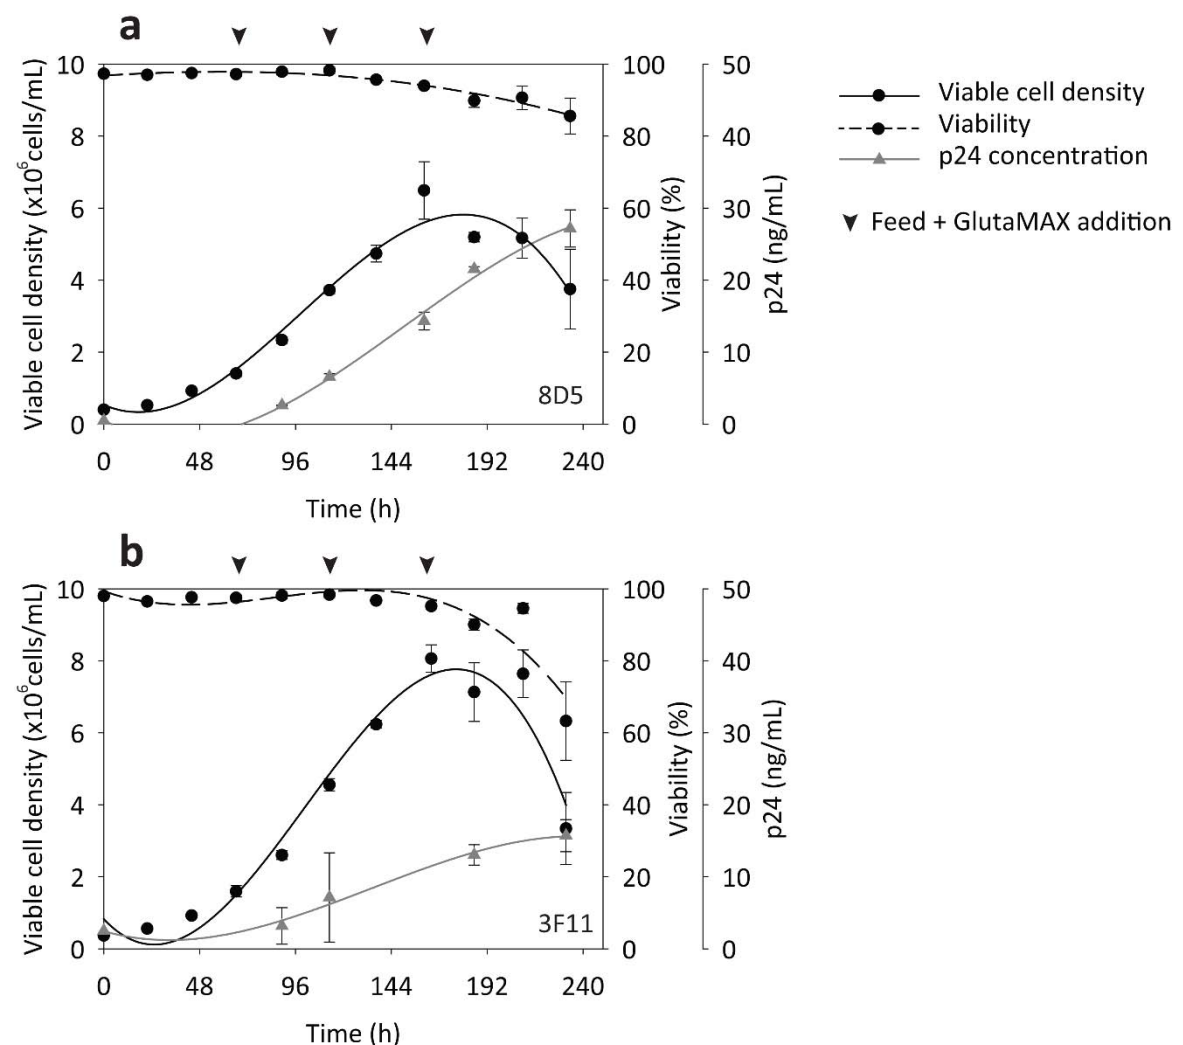 a
10 100 50
8 80 40
6 60 30
4 40 20
2 20 10
0 0 0
0 48 96 144 192 240
Time (h)
Viable cell density (x10⁶cells/mL)
Viability (%)
p24 (ng/mL)
8D5
Viable cell density
Viability
p24 concentration
Feed + GlutaMAX addition
b
10 100 50
8 80 40
6 60 30
4 40 20
2 20 10
0 0 0
0 48 96 144 192 240
Time (h)
Viable cell density (x10⁶cells/mL)
Viability (%)
p24 (ng/mL)
3F11